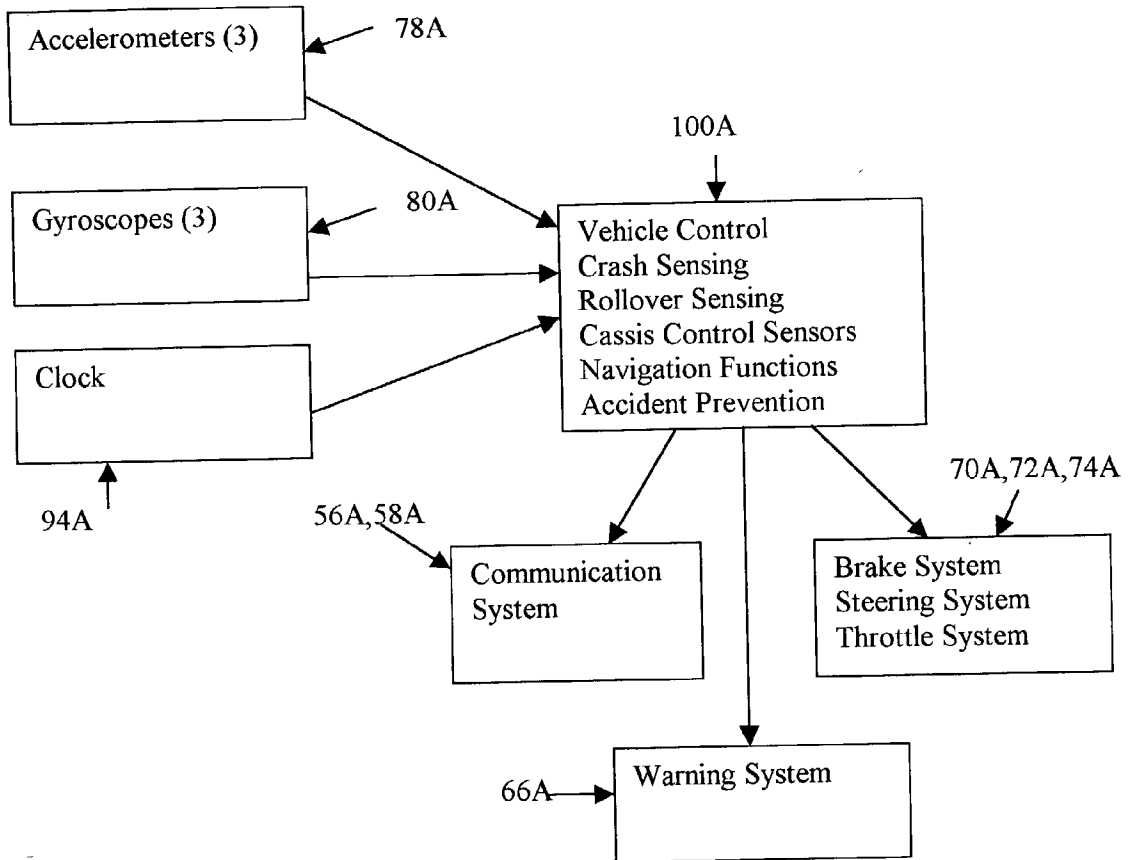 Accelerometers (3)
78A
100A
Gyroscopes (3)
80A
Vehicle Control
Crash Sensing
Rollover Sensing
Cassis Control Sensors
Navigation Functions
Accident Prevention
Clock
94A
56A,58A
70A,72A,74A
Communication
System
Brake System
Steering System
Throttle System
66A
Warning System